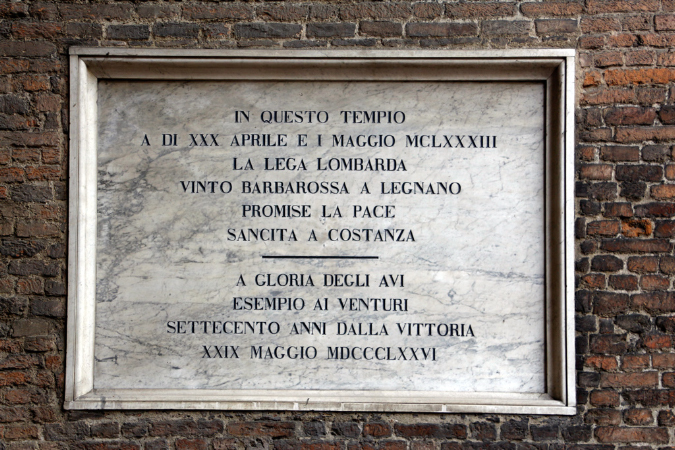 IN QUESTO TEMPIO
A DI XXX APRILE E I MAGGIO MCLXXXIII
LA LEGA LOMBARDA
VINTO BARBAROSSA A LEGNANO
PROMISE LA PACE
SANCITA A COSTANZA
A GLORIA DEGLI AVI
ESEMPIO AI VENTURI
SETTECENTO ANNI DALLA VITTORIA
XXIX MAGGIO MDCCCLXXVI